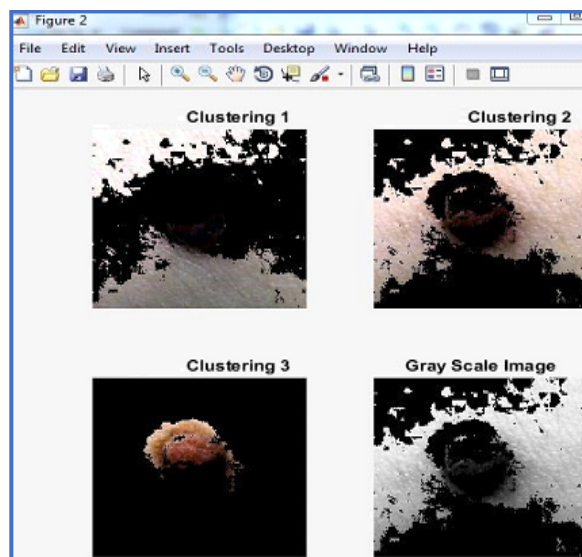 Figure 2
File Edit View Insert Tools Desktop Window Help
Clustering 1
Clustering 2
Clustering 3
Gray Scale Image